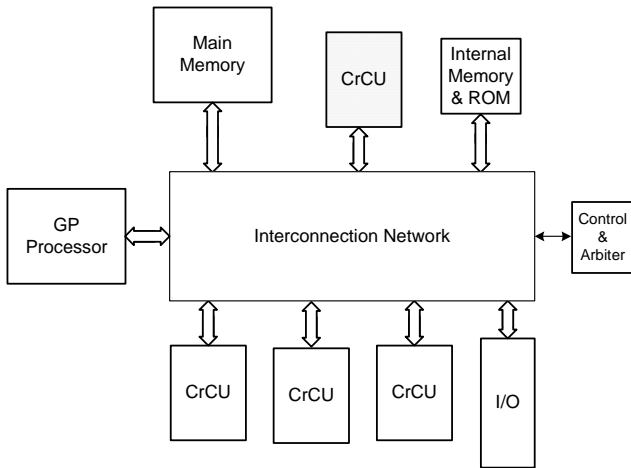 Main
Memory
CrCU
Internal
Memory
& ROM
GP
Processor
Interconnection Network
Control
&
Arbiter
CrCU
CrCU
CrCU
I/O